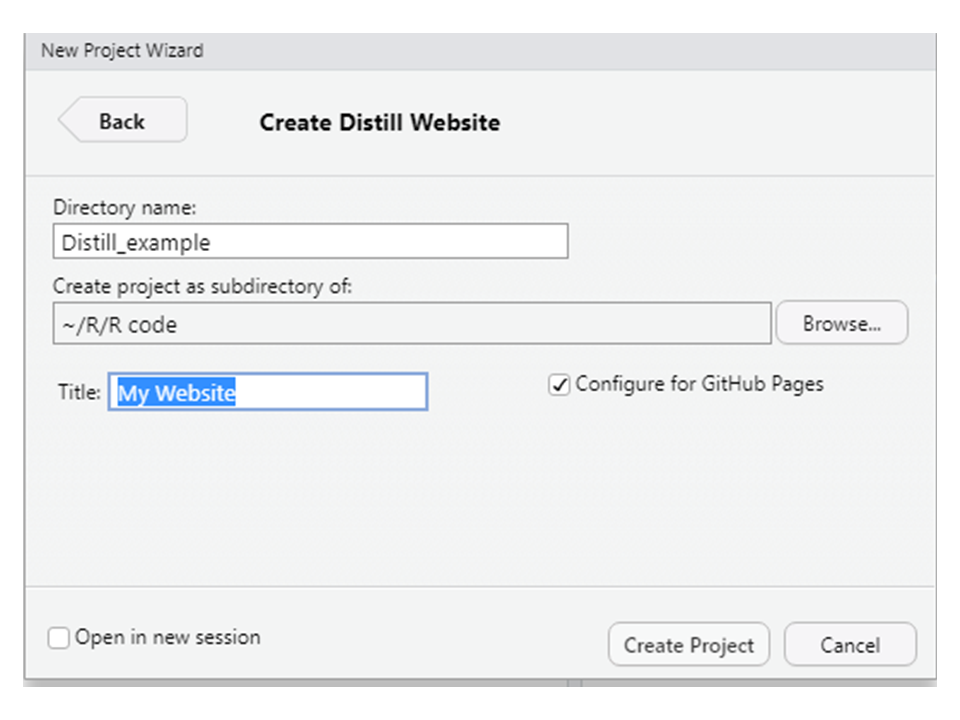 New Project Wizard
Back
Create Distill Website
Directory name:
Distill_example
Create project as subdirectory of:
~/R/R code
Browse...
Title: My Website
Configure for GitHub Pages
Open in new session
Create Project
Cancel